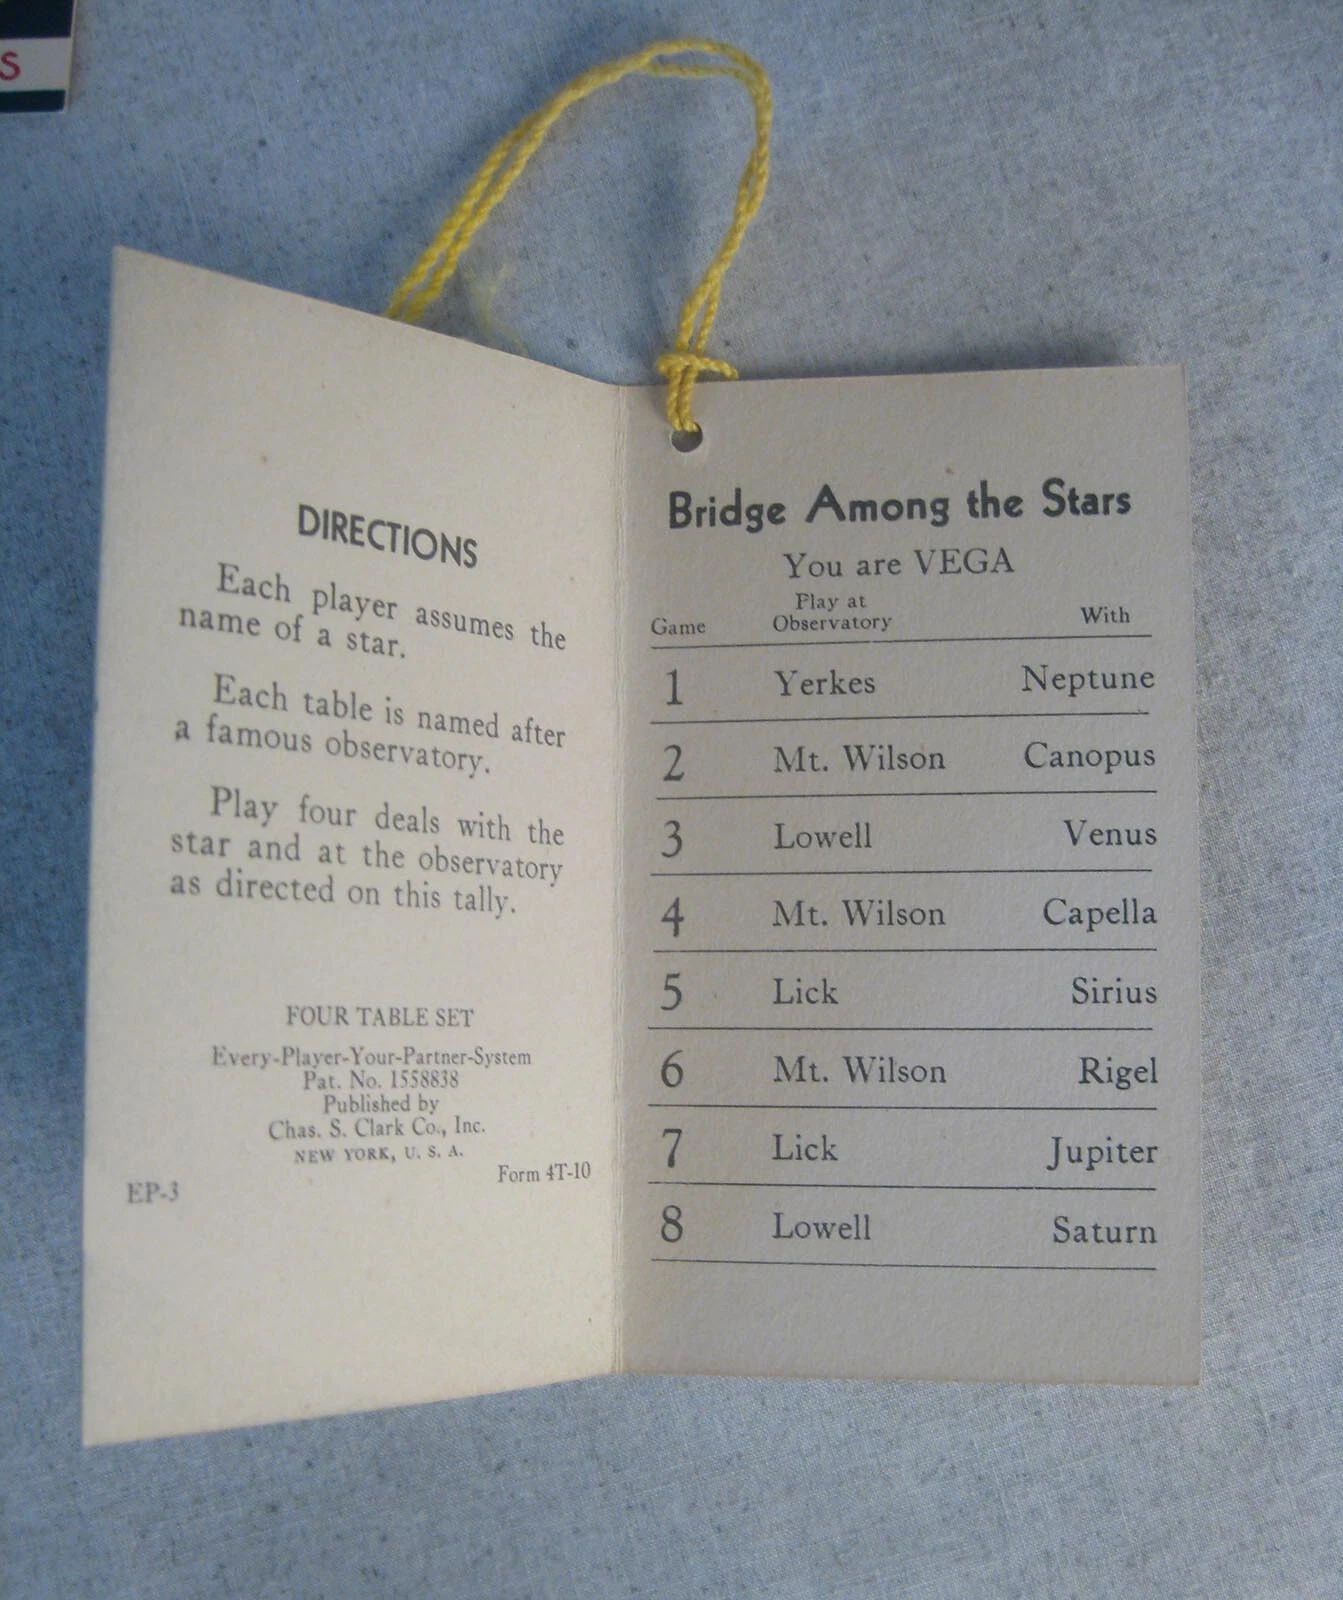 S
DIRECTIONS
Each player assumes the
name of a star.
Each table is named after
a famous observatory.
Play four deals with the
star and at the observatory
as directed on this tally.
FOUR TABLE SET
Every-Player-Your-Partner-System
Pat. No. 1558838
Published by
Chas. S. Clark Co., Inc.
NEW YORK, U. S. A.
Form 4T-10
EP-3
Bridge Among the Stars
You are VEGA
Game Play at Observatory With
1 Yerkes Neptune
2 Mt. Wilson Canopus
3 Lowell Venus
4 Mt. Wilson Capella
5 Lick Sirius
6 Mt. Wilson Rigel
7 Lick Jupiter
8 Lowell Saturn